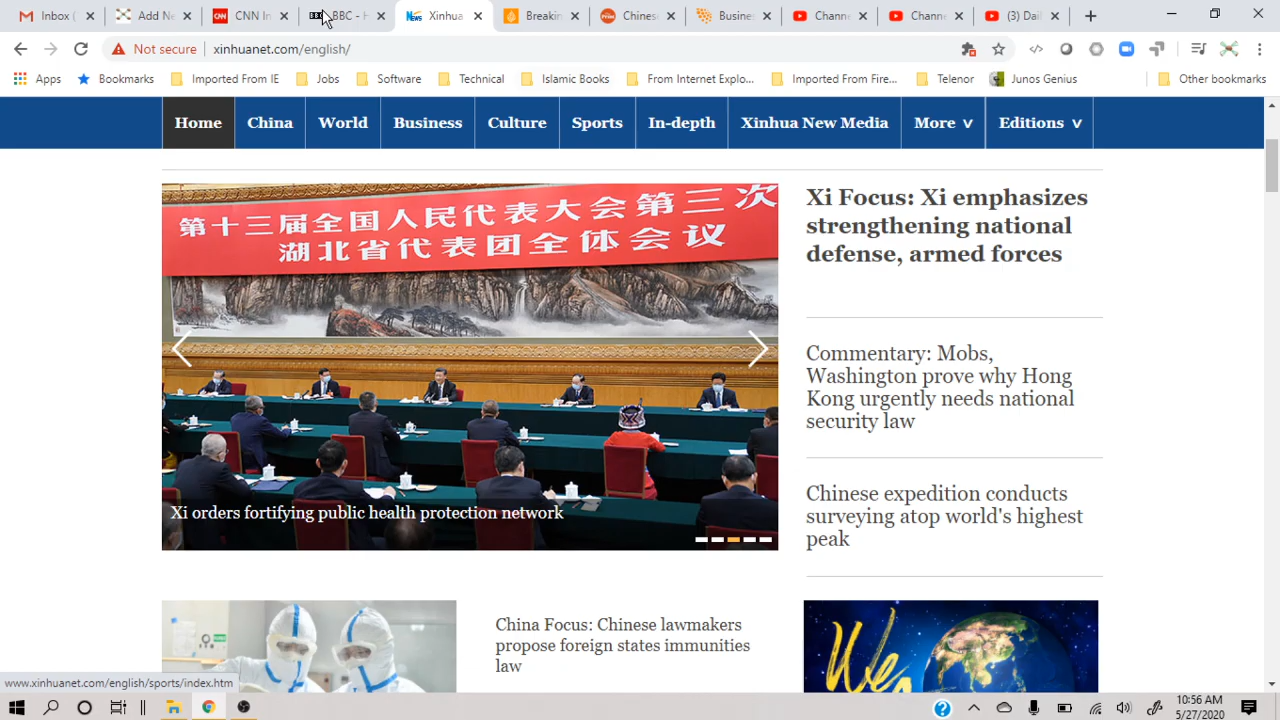 Inbox (
Add Ne
CNN In
BBC - H
Xinhua
Breakin
Chines
Busine
Chann
Chann
(3) Da
Not secure
xinhuanet.com/english/
Apps
Bookmarks
Imported From IE
Jobs
Software
Technical
Islamic Books
From Internet Explo...
Imported From Fire...
Telenor
Junos Genius
Other bookmarks
Home
China
World
Business
Culture
Sports
In-depth
Xinhua New Media
More
Editions
第十三届全国人民代表大会第三次
湖北省代表团全体会议
Xi orders fortifying public health protection network
Xi Focus: Xi emphasizes
strengthening national
defense, armed forces
Commentary: Mobs,
Washington prove why Hong
Kong urgently needs national
security law
Chinese expedition conducts
surveying atop world's highest
peak
China Focus: Chinese lawmakers
propose foreign states immunities
law
We
www.xinhuanet.com/english/sports/index.htm
10:56 AM
5/27/2020